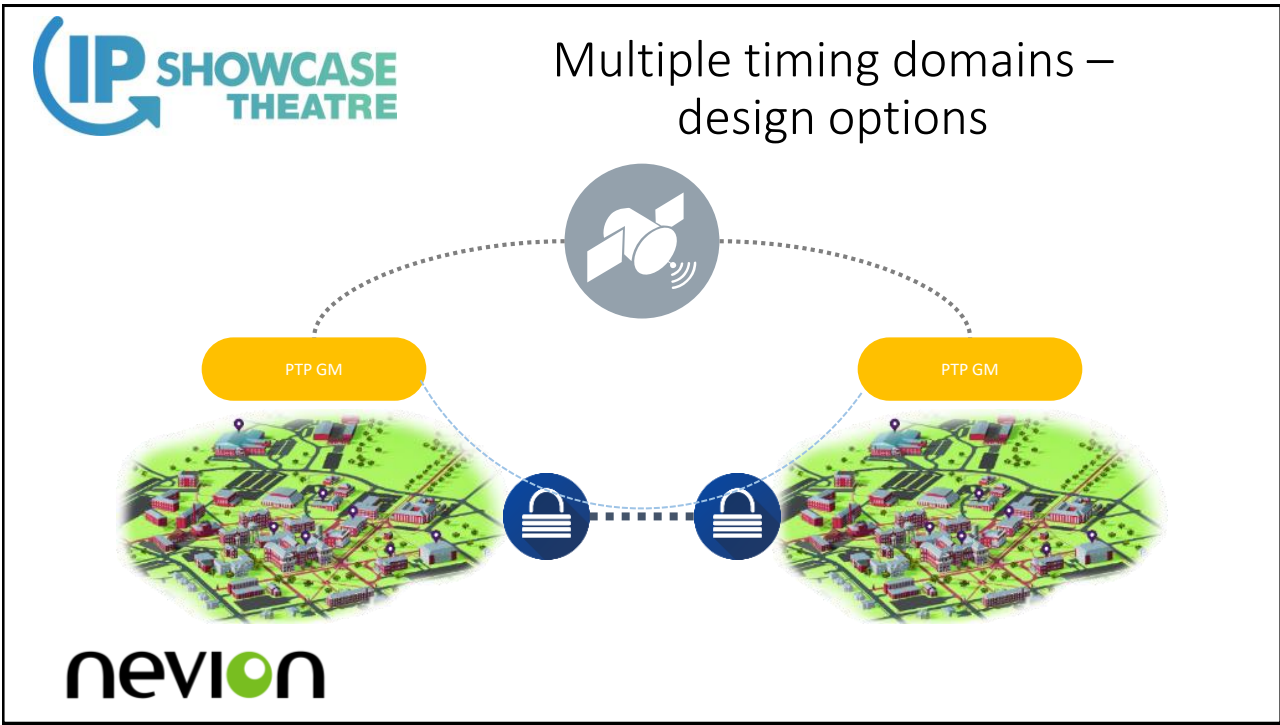 IP SHOWCASE
THEATRE
Multiple timing domains –
design options
PTP GM
PTP GM
nevion